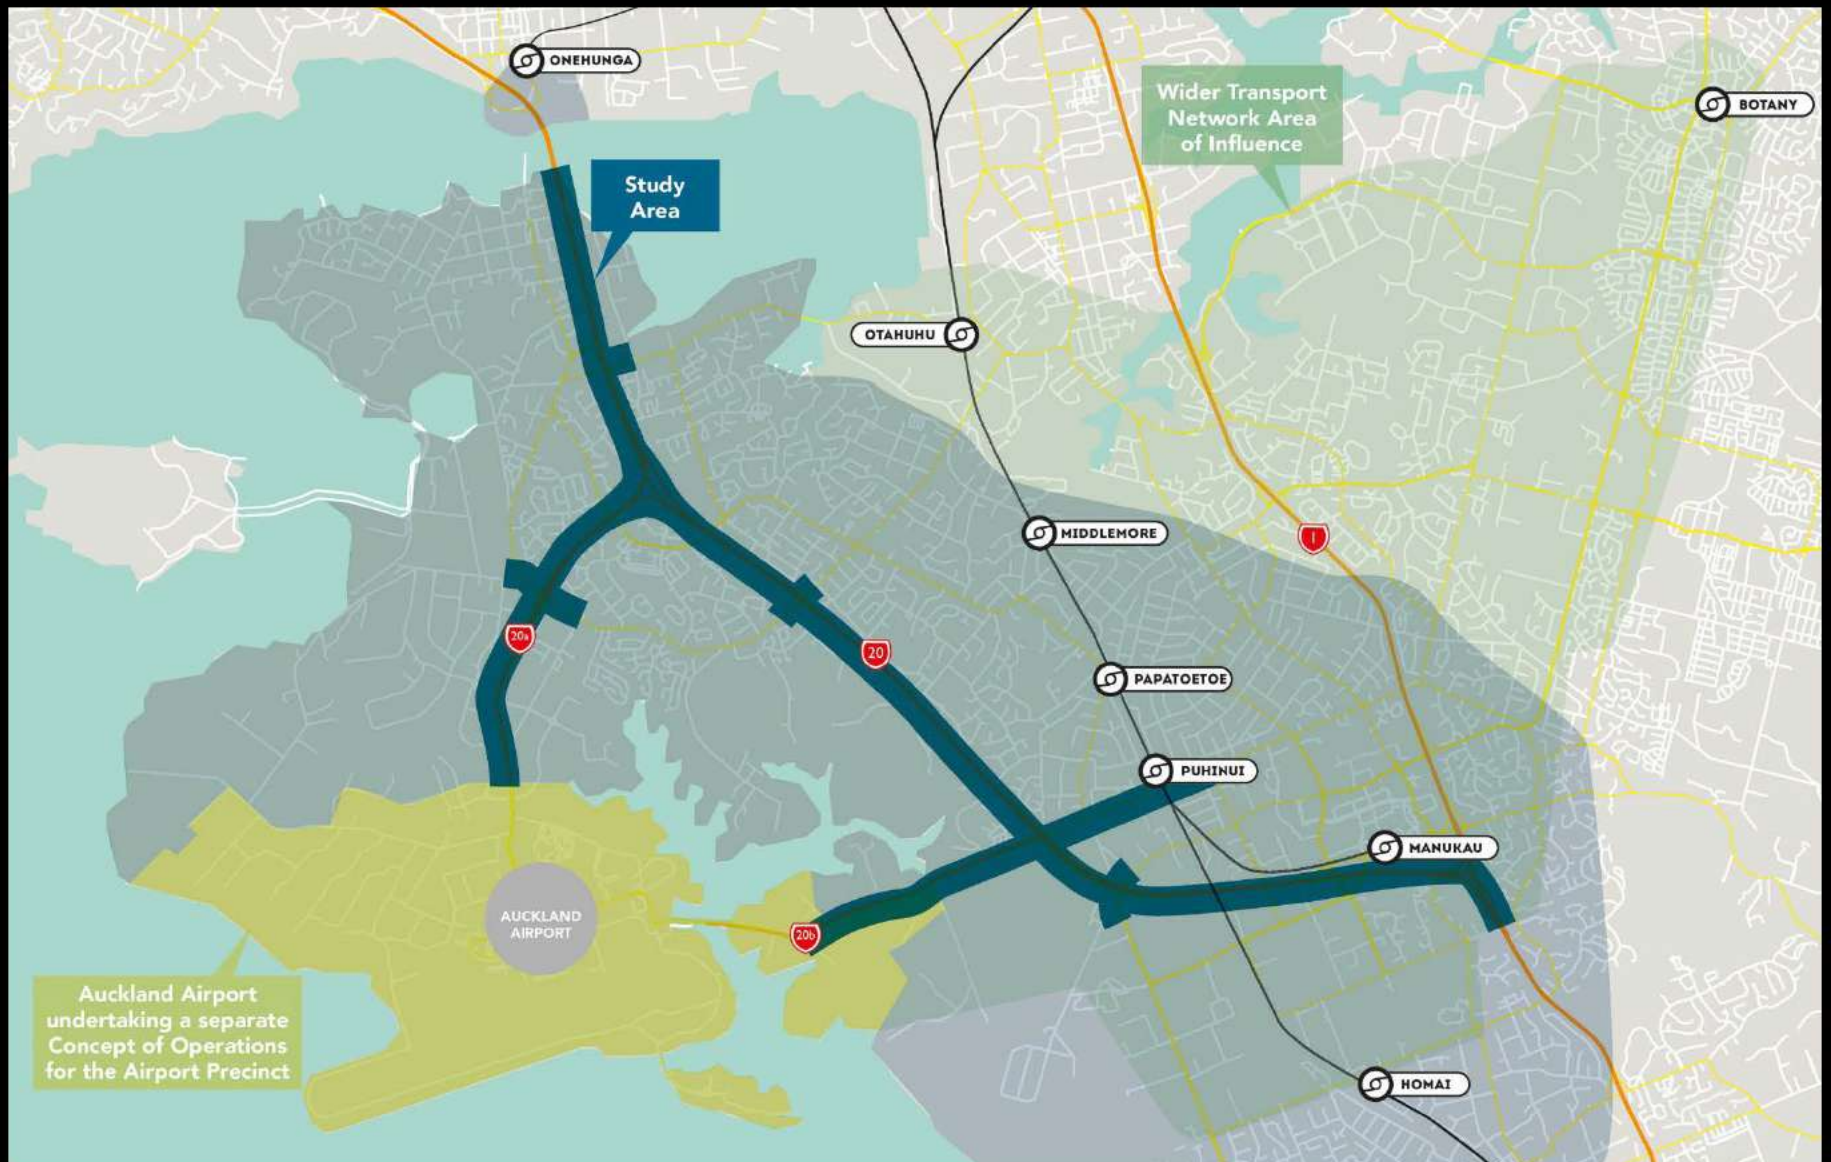 ONEHUNGA
Wider Transport
Network Area
of Influence
BOTANY
Study
Area
OTAHUHU
MIDDLEMORE
1
20a
20
PAPATOETOE
PUHINUI
MANUKAU
AUCKLAND
AIRPORT
20b
Auckland Airport
undertaking a separate
Concept of Operations
for the Airport Precinct
HOMAI